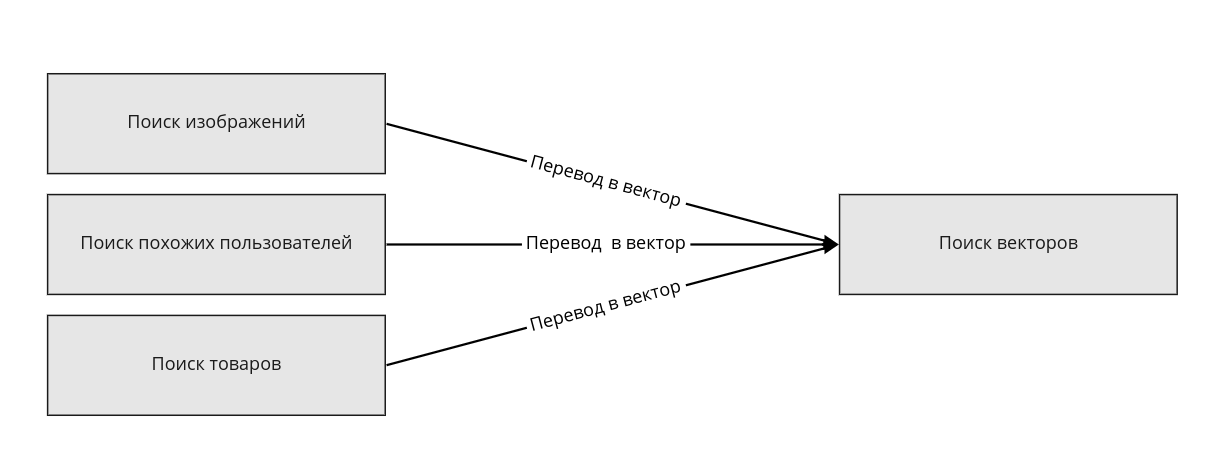 Поиск изображений
Перевод в вектор
Поиск похожих пользователей
Перевод  в вектор
Поиск векторов
Перевод в вектор
Поиск товаров